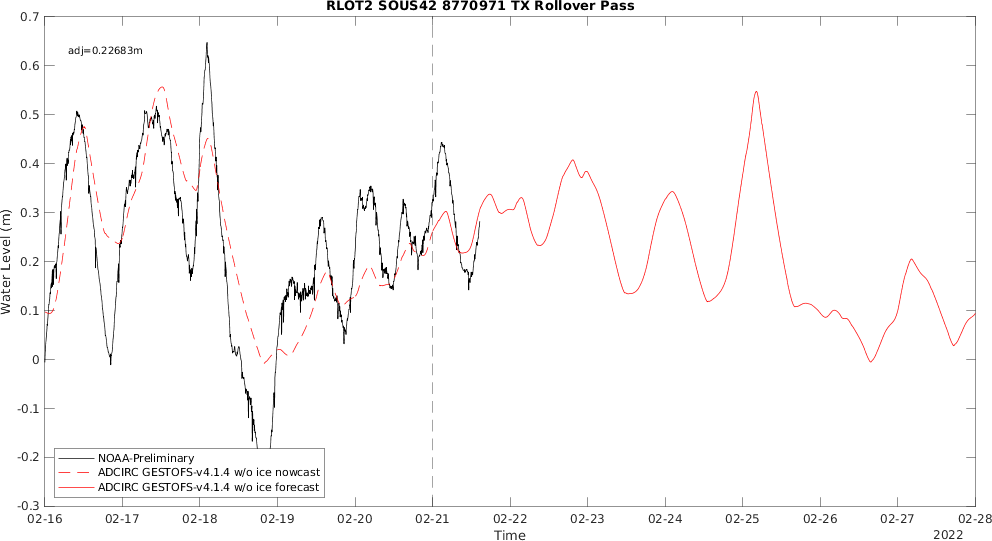 RLOT2 SOUS42 8770971 TX Rollover Pass
adj=0.22683m
0.7
0.6
0.5
0.4
0.3
0.2
0.1
0
-0.1
-0.2
-0.3
Water Level (m)
NOAA-Preliminary
ADCIRC GESTOFS-v4.1.4 w/o ice nowcast
ADCIRC GESTOFS-v4.1.4 w/o ice forecast
02-16 02-17 02-18 02-19 02-20 02-21 02-22 02-23 02-24 02-25 02-26 02-27 02-28
Time
2022